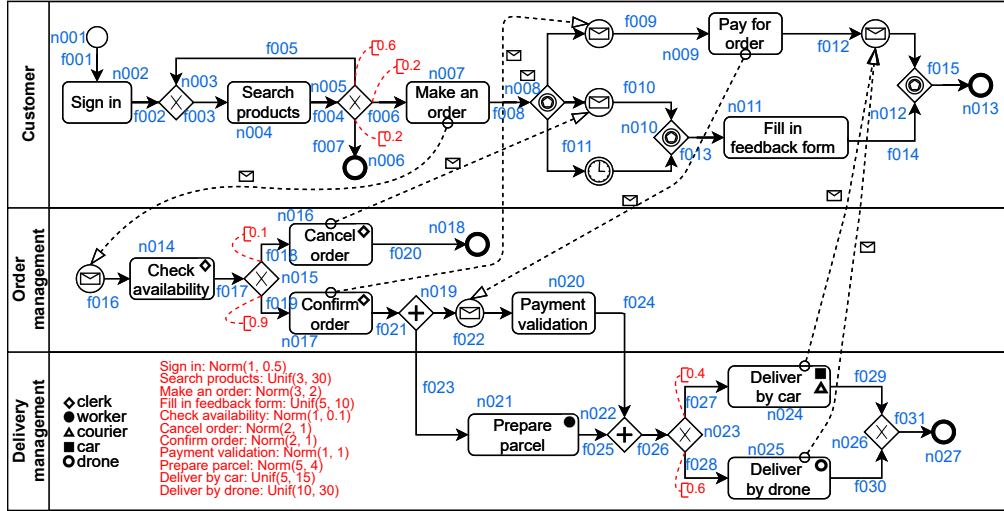 Customer
n001
f001
n002
Sign in
f002
n003
f003
f005
Search
products
n004
n005
f004
0.6
0.2
0.2
f006
f007
n006
n007
Make an
order
f008
n008
f009
f010
f011
n009
Pay for
order
f012
n010
f013
n011
Fill in
feedback form
f014
n012
f015
n013
Order
management
f016
n014
Check
availability
f017
0.1
0.9
n015
f018
f019
n016
Cancel
order
f020
n018
n017
Confirm
order
f021
n019
f022
n020
Payment
validation
f024
f023
Delivery
management
clerk
worker
courier
car
drone
Sign in: Norm(1, 0.5)
Search products: Unif(3, 30)
Make an order: Norm(3, 2)
Fill in feedback form: Unif(5, 10)
Check availability: Norm(1, 0.1)
Cancel order: Norm(2, 1)
Confirm order: Norm(2, 1)
Payment validation: Norm(1, 1)
Prepare parcel: Norm(5, 4)
Deliver by car: Unif(5, 15)
Deliver by drone: Unif(10, 30)
n021
Prepare
parcel
f025
n022
f026
0.4
0.6
n023
f027
f028
Deliver
by car
n024
f029
n025
Deliver
by drone
f030
n026
f031
n027